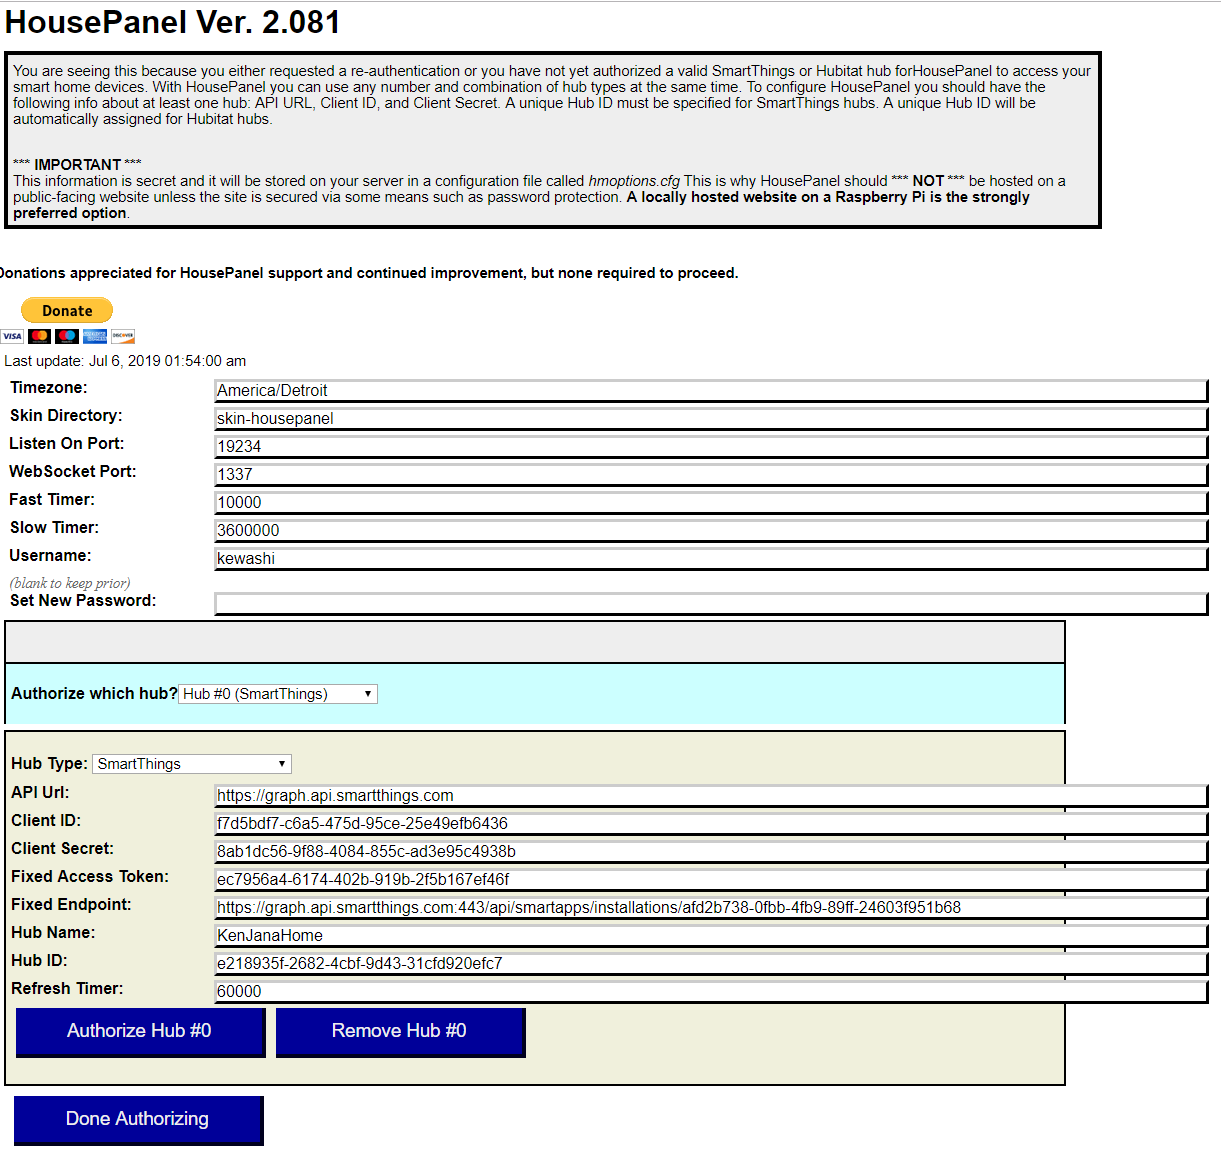 HousePanel Ver. 2.081
You are seeing this because you either requested a re-authentication or you have not yet authorized a valid SmartThings or Hubitat hub forHousePanel to access your
smart home devices. With HousePanel you can use any number and combination of hub types at the same time. To configure HousePanel you should have the
following info about at least one hub: API URL, Client ID, and Client Secret. A unique Hub ID must be specified for SmartThings hubs. A unique Hub ID will be
automatically assigned for Hubitat hubs.
*** IMPORTANT ***
This information is secret and it will be stored on your server in a configuration file called hmoptions.cfg This is why HousePanel should *** NOT *** be hosted on a
public-facing website unless the site is secured via some means such as password protection. A locally hosted website on a Raspberry Pi is the strongly
preferred option.
Donations appreciated for HousePanel support and continued improvement, but none required to proceed.
Donate
VISA DISCOVER
Last update: Jul 6, 2019 01:54:00 am
Timezone: America/Detroit
Skin Directory: skin-housepanel
Listen On Port: 19234
WebSocket Port: 1337
Fast Timer: 10000
Slow Timer: 3600000
Username: kewashi
(blank to keep prior)
Set New Password:
Authorize which hub? Hub #0 (SmartThings)
Hub Type: SmartThings
API Url: https://graph.api.smartthings.com
Client ID: f7d5bdf7-c6a5-475d-95ce-25e49efb6436
Client Secret: 8ab1dc56-9f88-4084-855c-ad3e95c4938b
Fixed Access Token: ec7956a4-6174-402b-919b-2f5b167ef46f
Fixed Endpoint: https://graph.api.smartthings.com:443/api/smartapps/installations/afd2b738-0fbb-4fb9-89ff-24603f951b68
Hub Name: KenJanaHome
Hub ID: e218935f-2682-4cbf-9d43-31cfd920efc7
Refresh Timer: 60000
Authorize Hub #0 Remove Hub #0
Done Authorizing